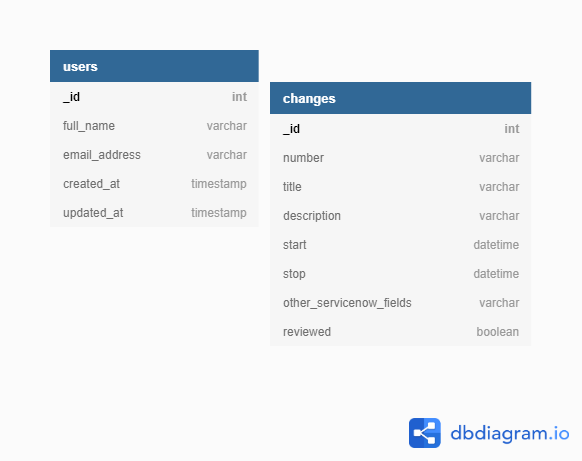 users
_id int
full_name varchar
email_address varchar
created_at timestamp
updated_at timestamp
changes
_id int
number varchar
title varchar
description varchar
start datetime
stop datetime
other_servicenow_fields varchar
reviewed boolean
dbdiagram.io